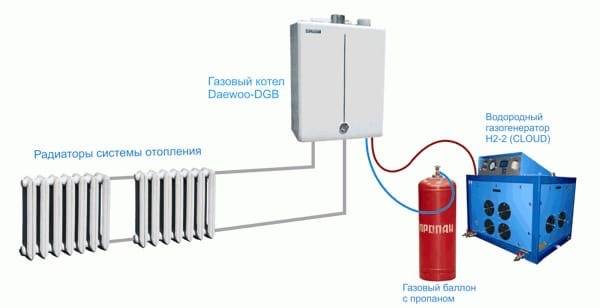 Газовый котел
Daewoo-DGB
Водородный
газогенератор
H2-2 (CLOUD)
Радиаторы системы отопления
ПРОПАН
Газовый баллон
с пропаном